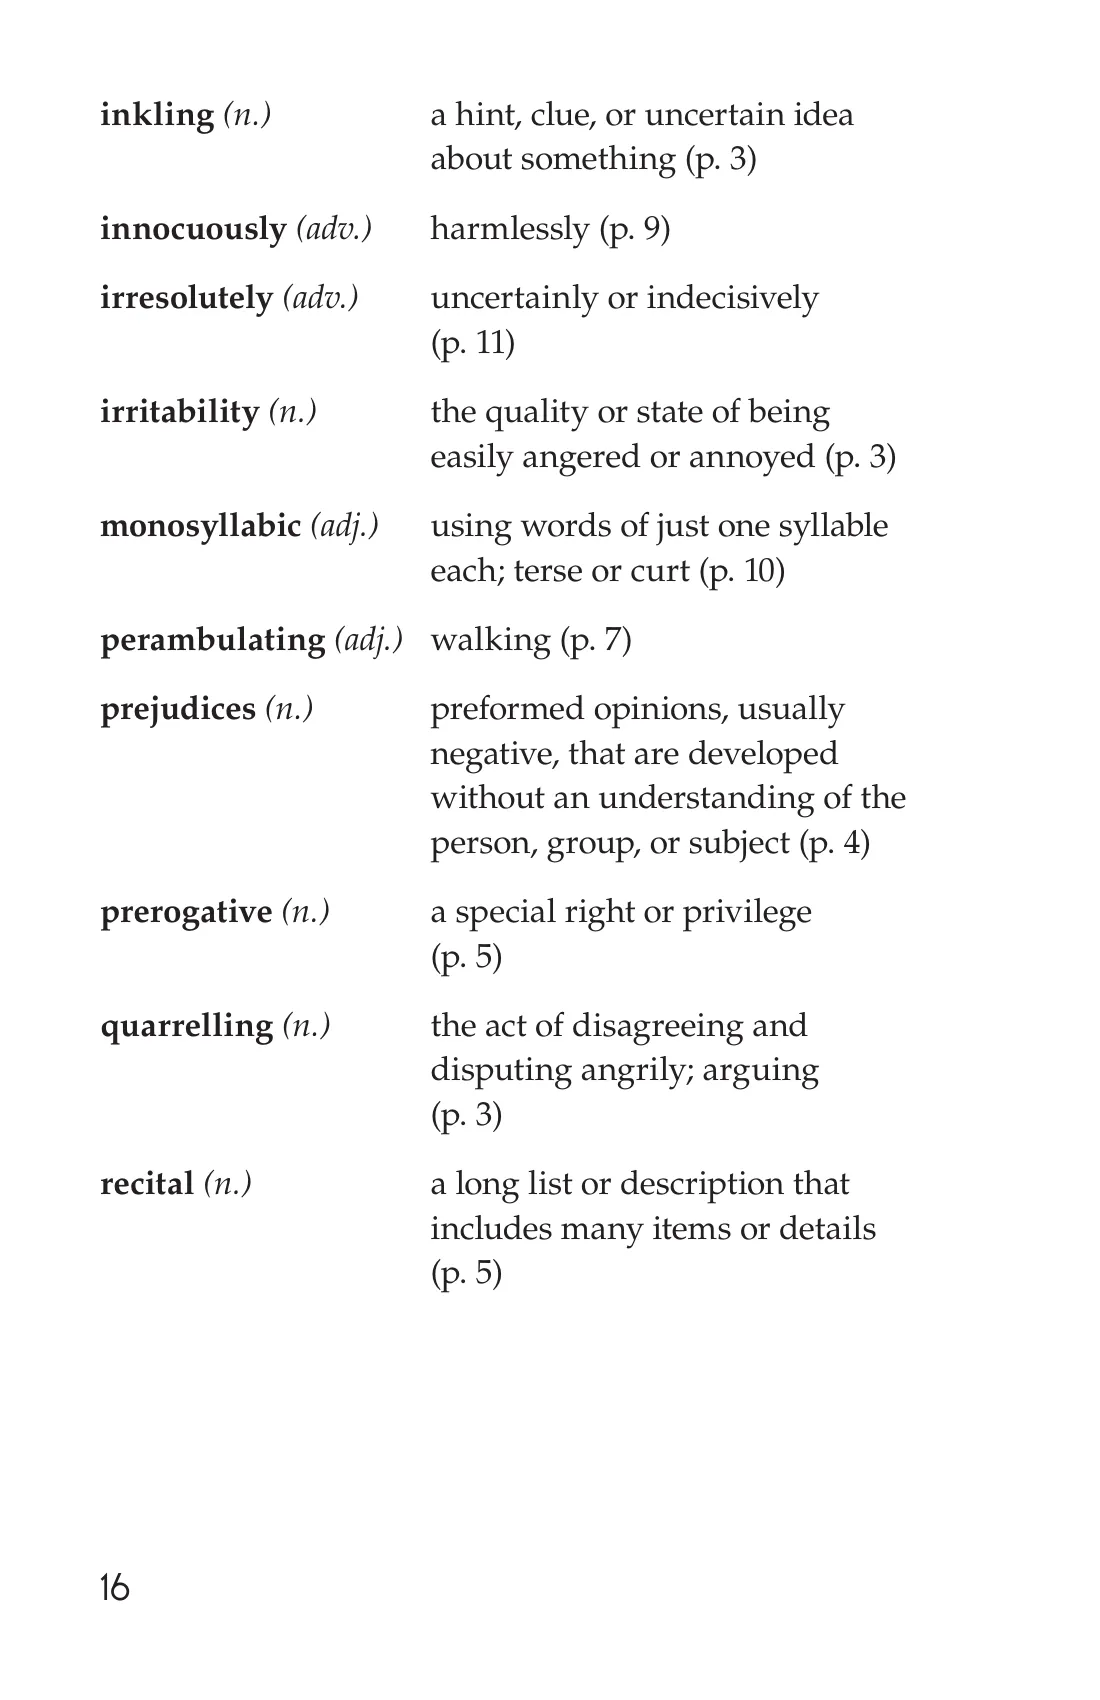 inkling (n.) a hint, clue, or uncertain idea
about something (p. 3)
innocuously (adv.) harmlessly (p. 9)
irresolutely (adv.) uncertainly or indecisively
(p. 11)
irritability (n.) the quality or state of being
easily angered or annoyed (p. 3)
monosyllabic (adj.) using words of just one syllable
each; terse or curt (p. 10)
perambulating (adj.) walking (p. 7)
prejudices (n.) preformed opinions, usually
negative, that are developed
without an understanding of the
person, group, or subject (p. 4)
prerogative (n.) a special right or privilege
(p. 5)
quarrelling (n.) the act of disagreeing and
disputing angrily; arguing
(p. 3)
recital (n.) a long list or description that
includes many items or details
(p. 5)
16